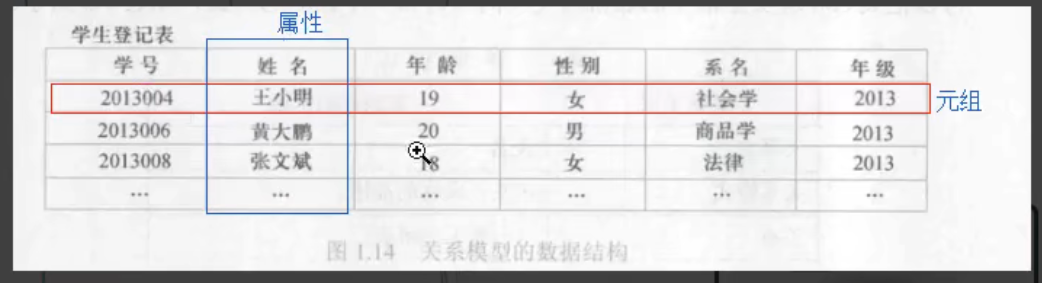 属性
学生登记表
学号 姓名 年龄 性别 系名 年级
2013004 王小明 19 女 社会学 2013 元组
2013006 黄大鹏 20 男 商品学 2013
2013008 张文斌 18 女 法律 2013
… … … … … …
图 1.14 关系模型的数据结构